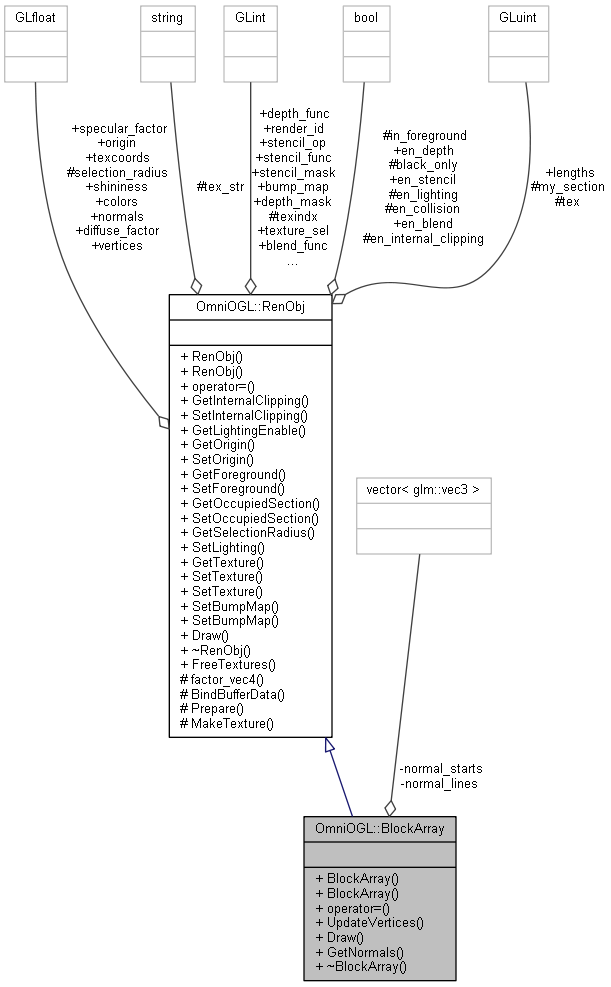 GLfloat
string
GLint
bool
GLuint
+specular_factor
+origin
+texcoords
#selection_radius
+shininess
+colors
+normals
+diffuse_factor
+vertices
#tex_str
+depth_func
+render_id
+stencil_op
+stencil_func
+stencil_mask
+bump_map
+depth_mask
#texindx
+texture_sel
+blend_func
...
#in_foreground
+en_depth
#black_only
+en_stencil
#en_lighting
#en_collision
+en_blend
#en_internal_clipping
+lengths
#my_section
#tex
OmniOGL::RenObj
+ RenObj()
+ RenObj()
+ operator=()
+ GetInternalClipping()
+ SetInternalClipping()
+ GetLightingEnable()
+ GetOrigin()
+ SetOrigin()
+ GetForeground()
+ SetForeground()
+ GetOccupiedSection()
+ SetOccupiedSection()
+ GetSelectionRadius()
+ SetLighting()
+ GetTexture()
+ SetTexture()
+ SetTexture()
+ SetBumpMap()
+ SetBumpMap()
+ Draw()
+ ~RenObj()
+ FreeTextures()
# factor_vec4()
# BindBufferData()
# Prepare()
# MakeTexture()
vector< glm::vec3 >
-normal_starts
-normal_lines
OmniOGL::BlockArray
+ BlockArray()
+ BlockArray()
+ operator=()
+ UpdateVertices()
+ Draw()
+ GetNormals()
+ ~BlockArray()